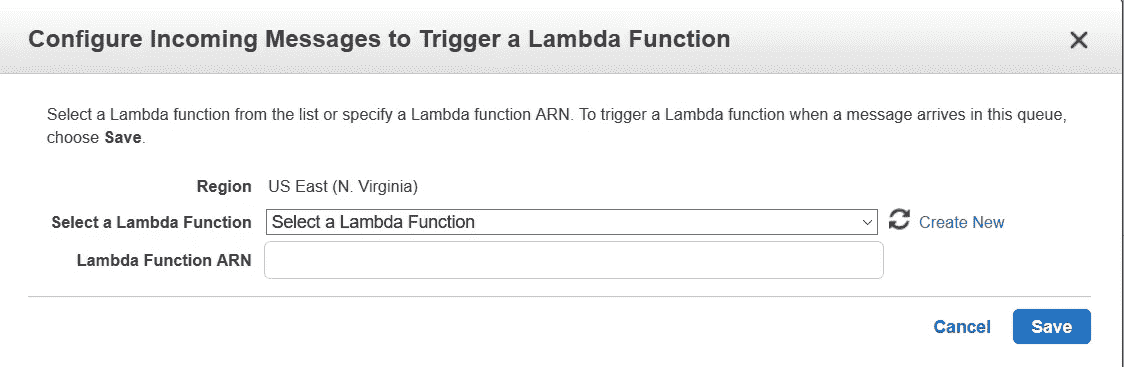 Configure Incoming Messages to Trigger a Lambda Function
Select a Lambda function from the list or specify a Lambda function ARN. To trigger a Lambda function when a message arrives in this queue,
choose Save.
Region US East (N. Virginia)
Select a Lambda Function Select a Lambda Function Create New
Lambda Function ARN
Cancel Save